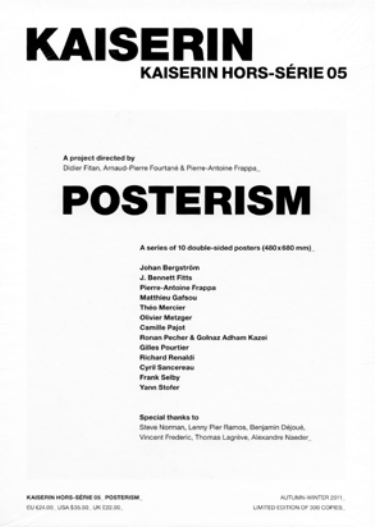 KAISERIN
KAISERIN HORS-SÉRIE 05
A project directed by
Didier Fitan, Arnaud-Pierre Fourtané & Pierre-Antoine Frappa_
POSTERISM
A series of 10 double-sided posters (480x680 mm)_
Johan Bergström
J. Bennett Fitts
Pierre-Antoine Frappa
Matthieu Gafsou
Théo Mercier
Olivier Metzger
Camille Pajot
Ronan Pecher & Golnaz Adham Kazei
Gilles Pourtier
Richard Renaldi
Cyril Sancereau
Frank Selby
Yann Stofer
Special thanks to
Steve Norman, Lenny Pier Ramos, Benjamin Déjoué,
Vincent Frederic, Thomas Lagrève, Alexandre Naeder_
KAISERIN HORS-SÉRIE 05_ POSTERISM_
AUTUMN-WINTER 2011_
EU €24.00_ USA $35.00_ UK £22.00_
LIMITED EDITION OF 300 COPIES_